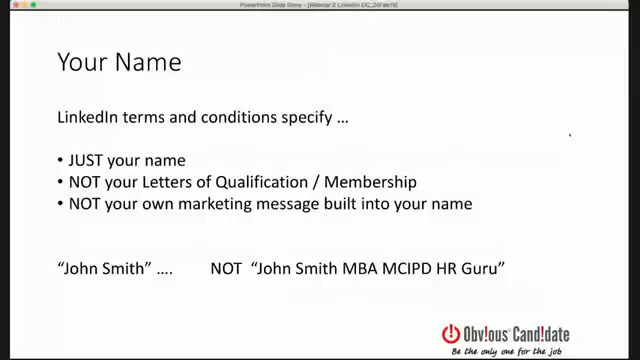 PowerPoint Slide Show - [Webinar 2 LinkedIn OC_24Feb15]
Your Name
LinkedIn terms and conditions specify …
• JUST your name
• NOT your Letters of Qualification / Membership
• NOT your own marketing message built into your name
“John Smith” …. NOT “John Smith MBA MCIPD HR Guru”
Obv!ous Cand!date
Be the only one for the job